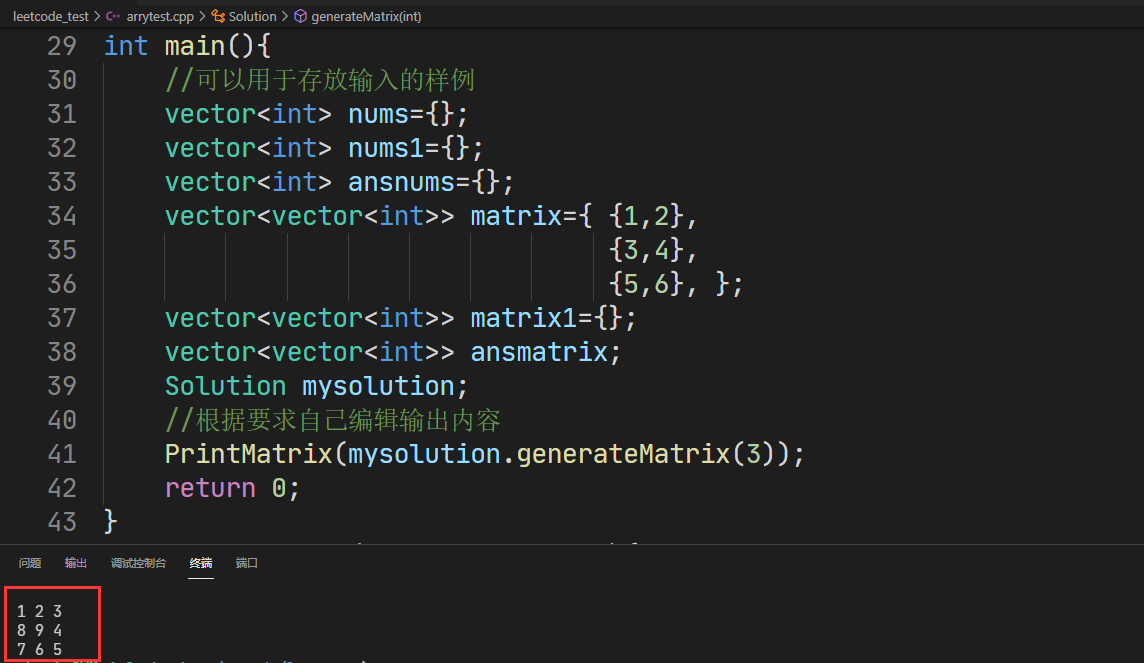 leetcode_test > C++ arrytest.cpp > Solution > generateMatrix(int)
29 int main(){
30 //可以用于存放输入的样例
31 vector<int> nums={};
32 vector<int> nums1={};
33 vector<int> ansnums={};
34 vector<vector<int>> matrix={ {1,2},
35 {3,4},
36 {5,6}, };
37 vector<vector<int>> matrix1={};
38 vector<vector<int>> ansmatrix;
39 Solution mysolution;
40 //根据要求自己编辑输出内容
41 PrintMatrix(mysolution.generateMatrix(3));
42 return 0;
43 }
问题 输出 调试控制台 终端 端口
1 2 3
8 9 4
7 6 5